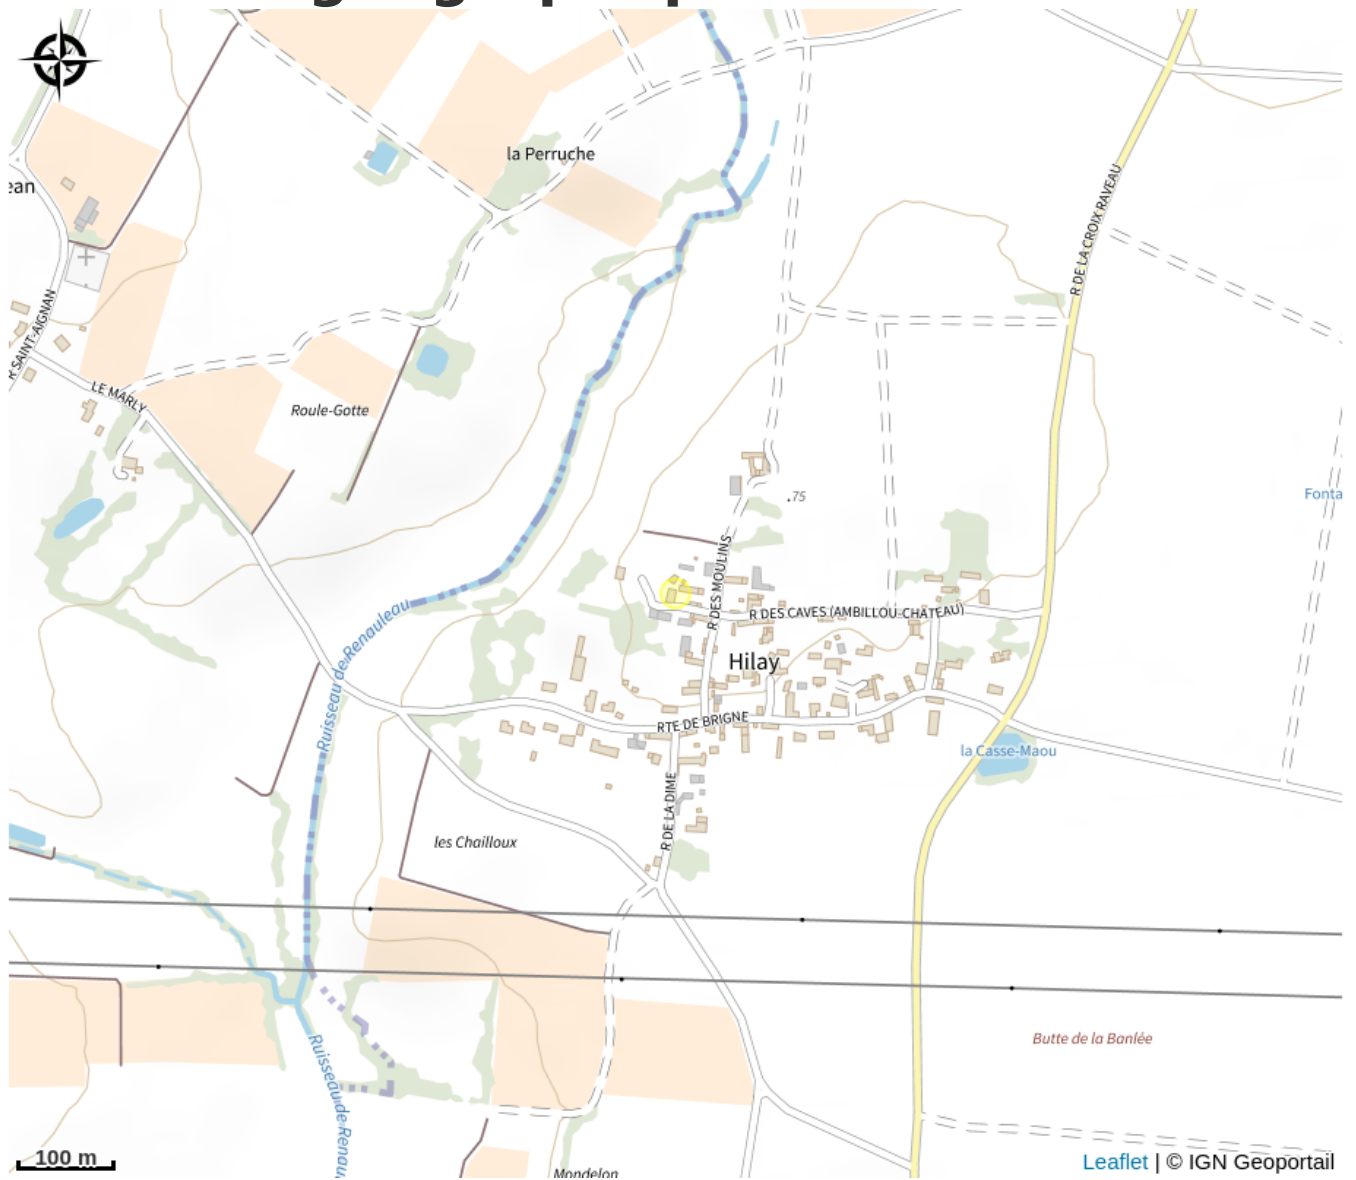 la Perruche
ean
R DE LA CROIX RAVEAU
R SAINT-AIGNAN
LE MARLY
Roule-Gotte
.75
Fonta
R DES MOULINS
Ruisseau de Renauleau
R DES CAVES (AMBILLOU-CHATEAU)
Hilay
RTE DE BRIGNE
la Casse-Maou
R DE LA DIME
les Chailloux
Butte de la Banlée
Ruisseau de Renau
100 m
Mondelon
Leaflet | © IGN Geoportail